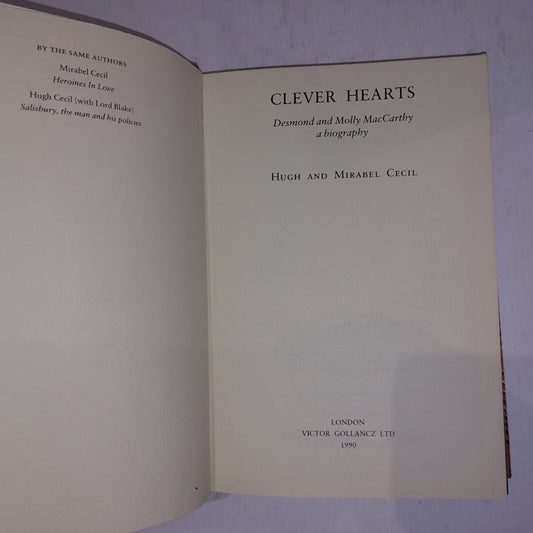 BY THE SAME AUTHORS
Mirabel Cecil
Heroines In Love
Hugh Cecil (with Lord Blake)
Salisbury, the man and his policies
CLEVER HEARTS
Desmond and Molly MacCarthy
a biography
HUGH AND MIRABEL CECIL
LONDON
VICTOR GOLLANCZ LTD
1990